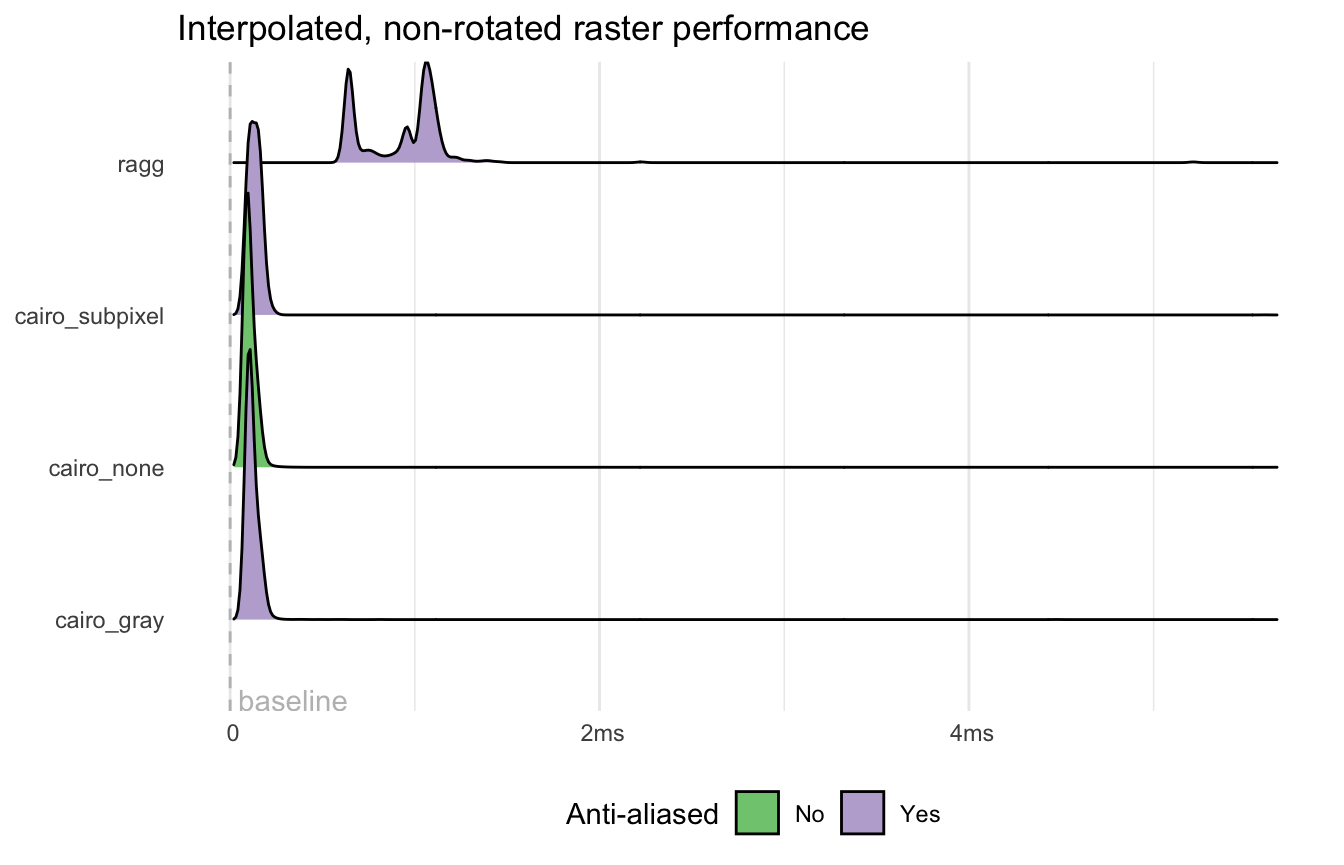 Interpolated, non-rotated raster performance
ragg
cairo_subpixel
cairo_none
cairo_gray
baseline
0 2ms 4ms
Anti-aliased No Yes